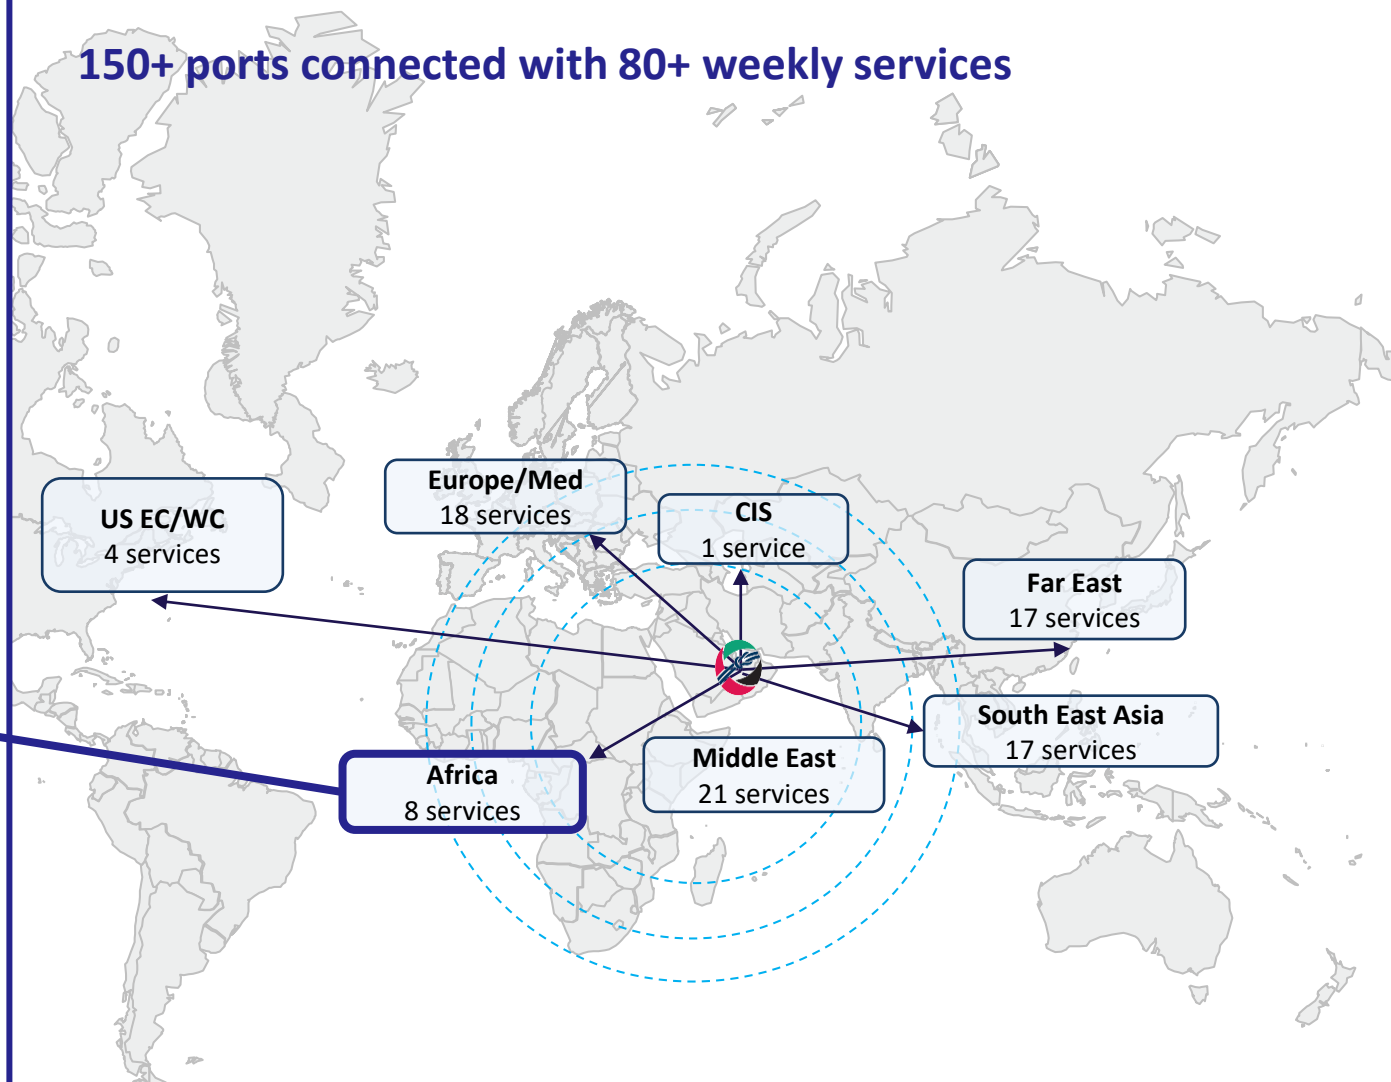 150+ ports connected with 80+ weekly services
Europe/Med
18 services
US EC/WC
4 services
CIS
1 service
Far East
17 services
South East Asia
17 services
Middle East
21 services
Africa
8 services